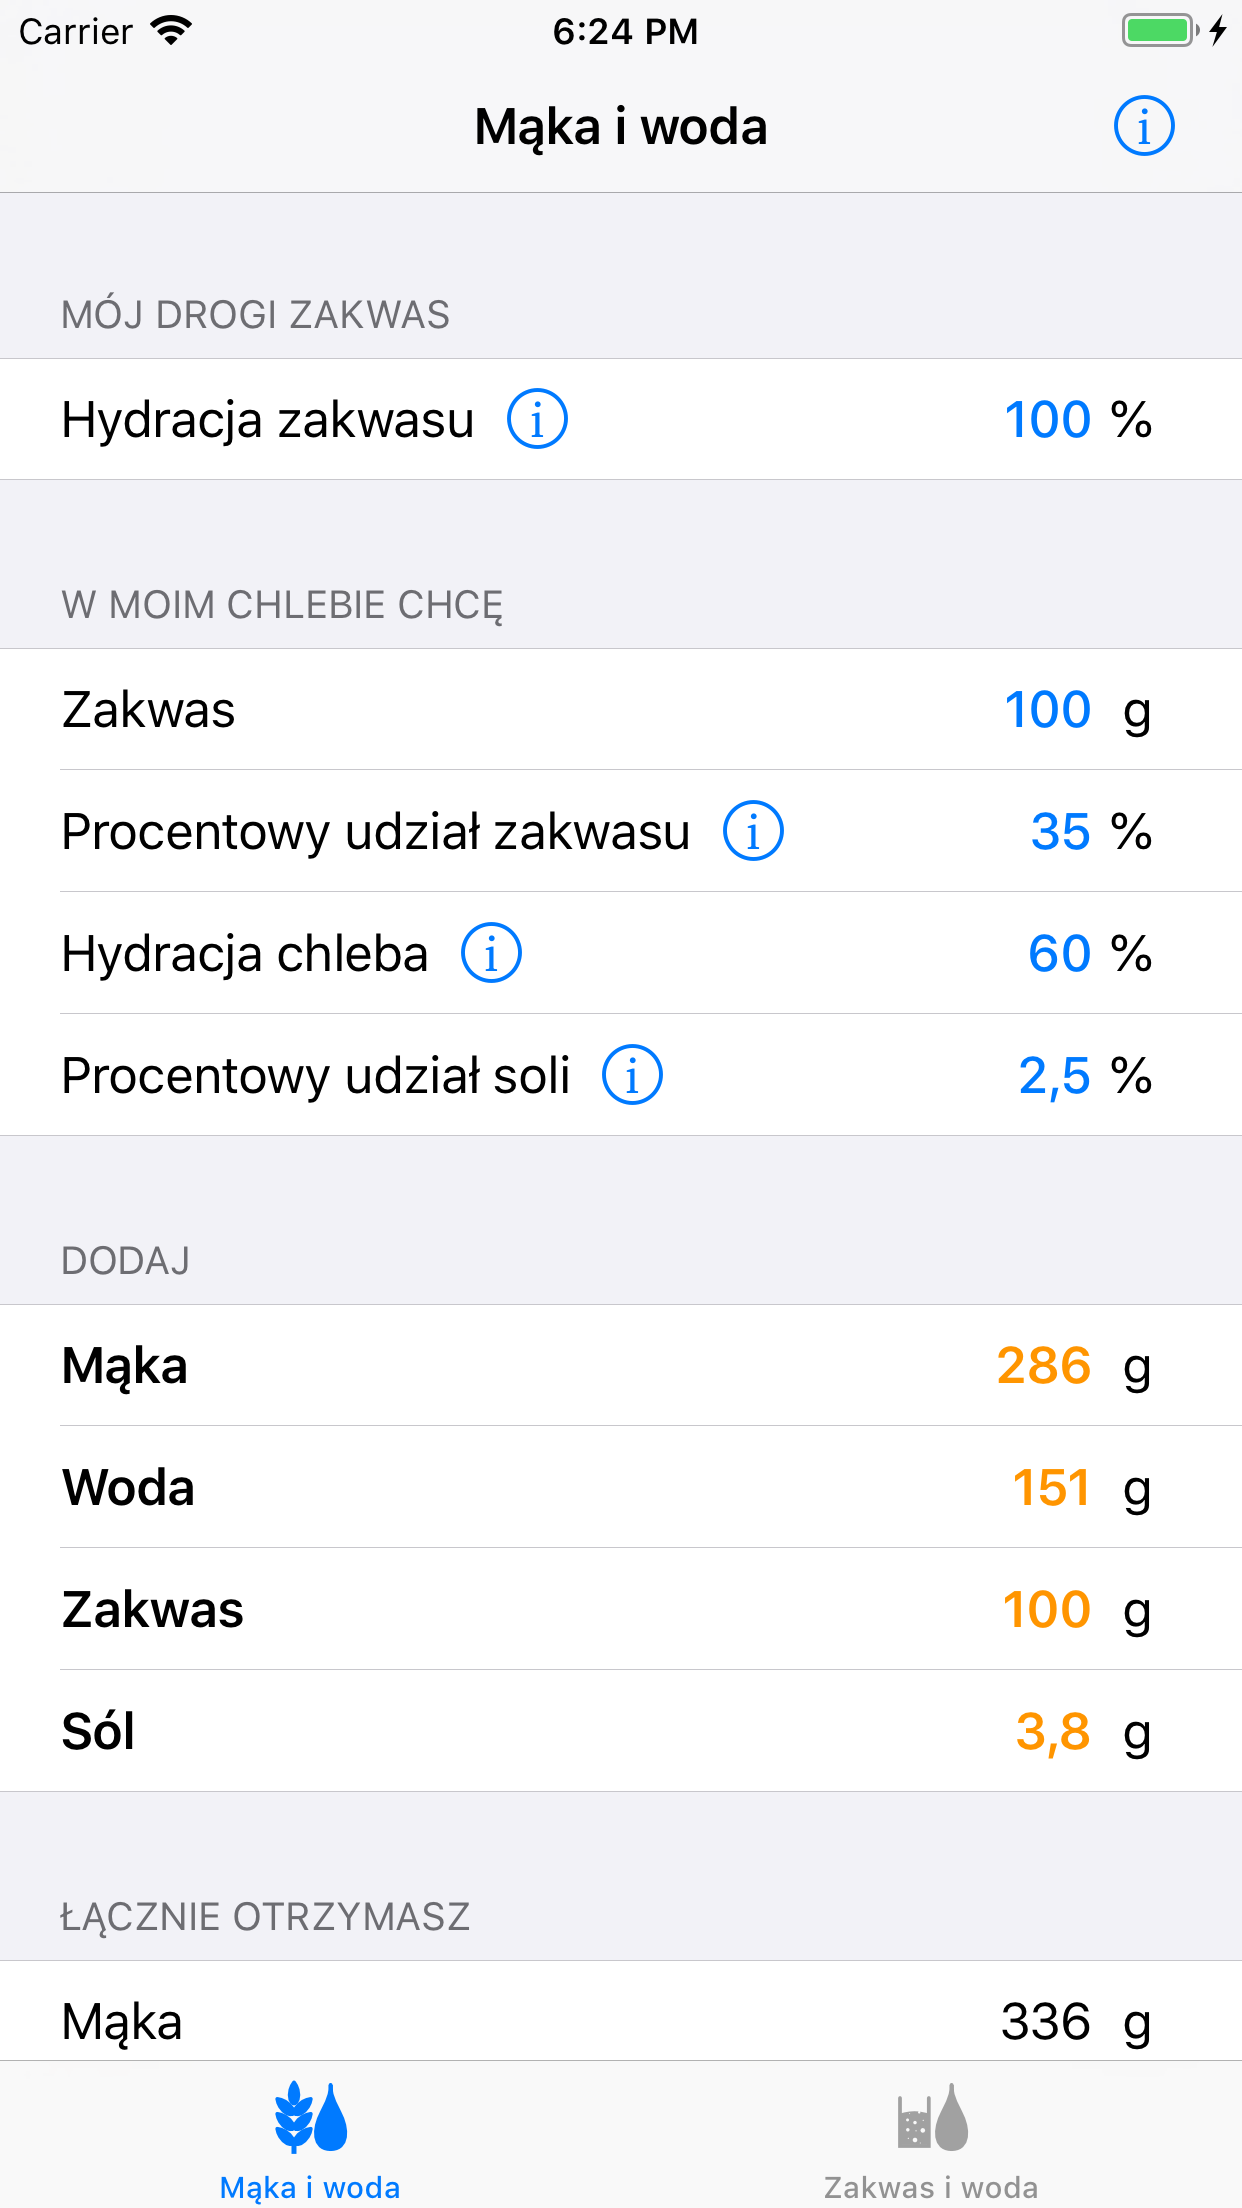 Carrier 6:24 PM
Mąka i woda i
MÓJ DROGI ZAKWAS
Hydracja zakwasu i 100 %
W MOIM CHLEBIE CHCĘ
Zakwas 100 g
Procentowy udział zakwasu i 35 %
Hydracja chleba i 60 %
Procentowy udział soli i 2,5 %
DODAJ
Mąka 286 g
Woda 151 g
Zakwas 100 g
Sól 3,8 g
ŁĄCZNIE OTRZYMASZ
Mąka 336 g
Mąka i woda Zakwas i woda